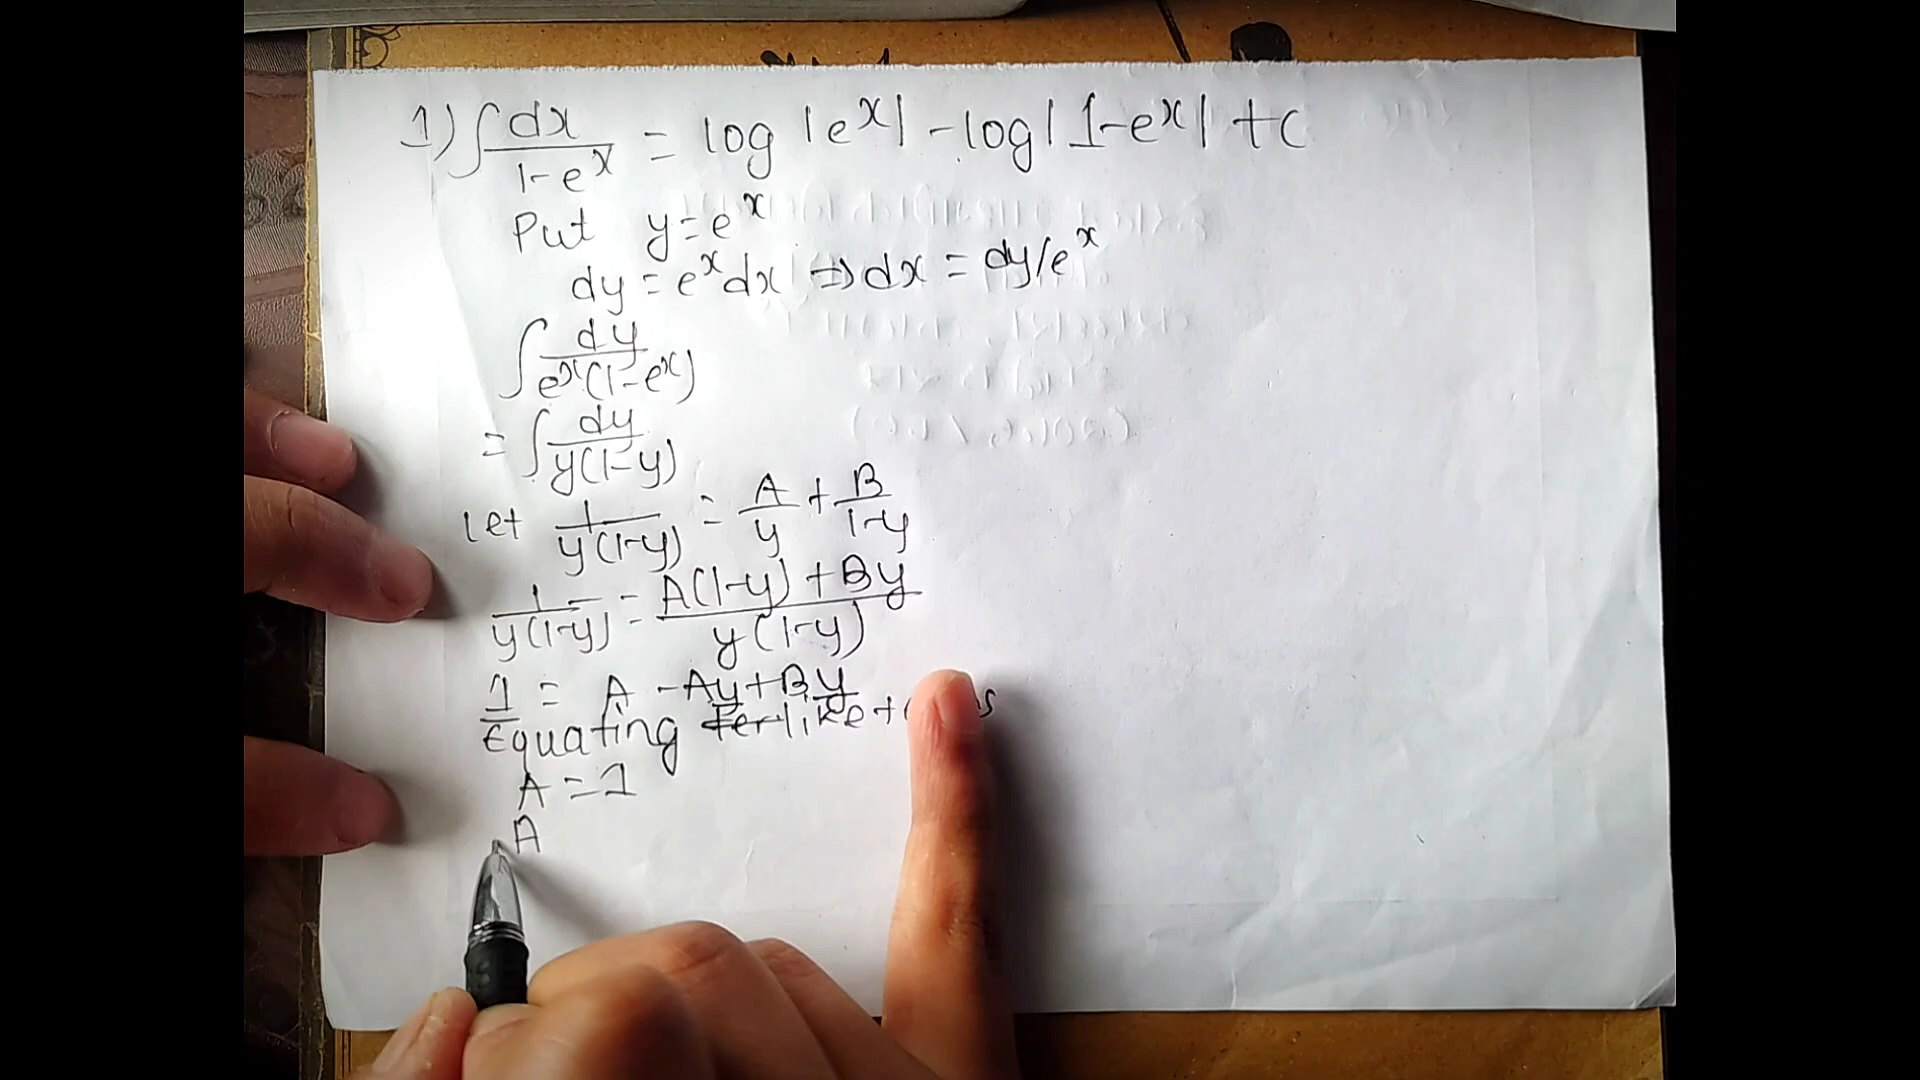 1) ∫ dx/(1-e^x) = log |e^x| - log | 1-e^x | + c
Put y = e^x
dy = e^x dx ⇒ dx = dy/e^x
∫ dy/(e^x(1-e^x))
= ∫ dy/(y(1-y))
Let 1/(y(1-y)) = A/y + B/(1-y)
1/(y(1-y)) = (A(1-y) + By)/(y(1-y))
1 = A - Ay + By
Equating like
A = 1
A